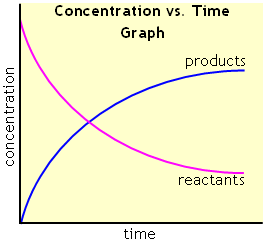 Concentration vs. Time
Graph
products
concentration
reactants
time